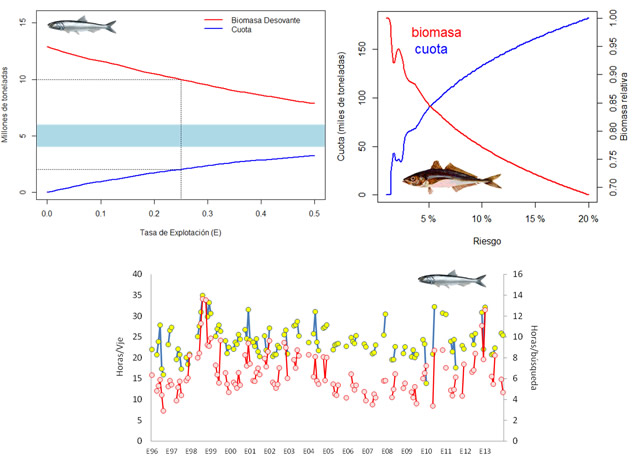 Biomasa Desovante
Cuota
Millones de toneladas
15
10
5
0
0.0 0.1 0.2 0.3 0.4 0.5
Tasa de Explotación (E)
biomasa
cuota
Cuota (miles de toneladas)
150
100
50
0
1.00
0.95
0.90
0.85
0.80
0.75
0.70
Biomasa relativa
5 % 10 % 15 % 20 %
Riesgo
Horas/Vje
40
35
30
25
20
15
10
5
0
16
14
12
10
8
6
4
2
0
Horas/búsqueda
E96 E97 E98 E99 E00 E01 E02 E03 E04 E05 E06 E07 E08 E09 E10 E11 E12 E13